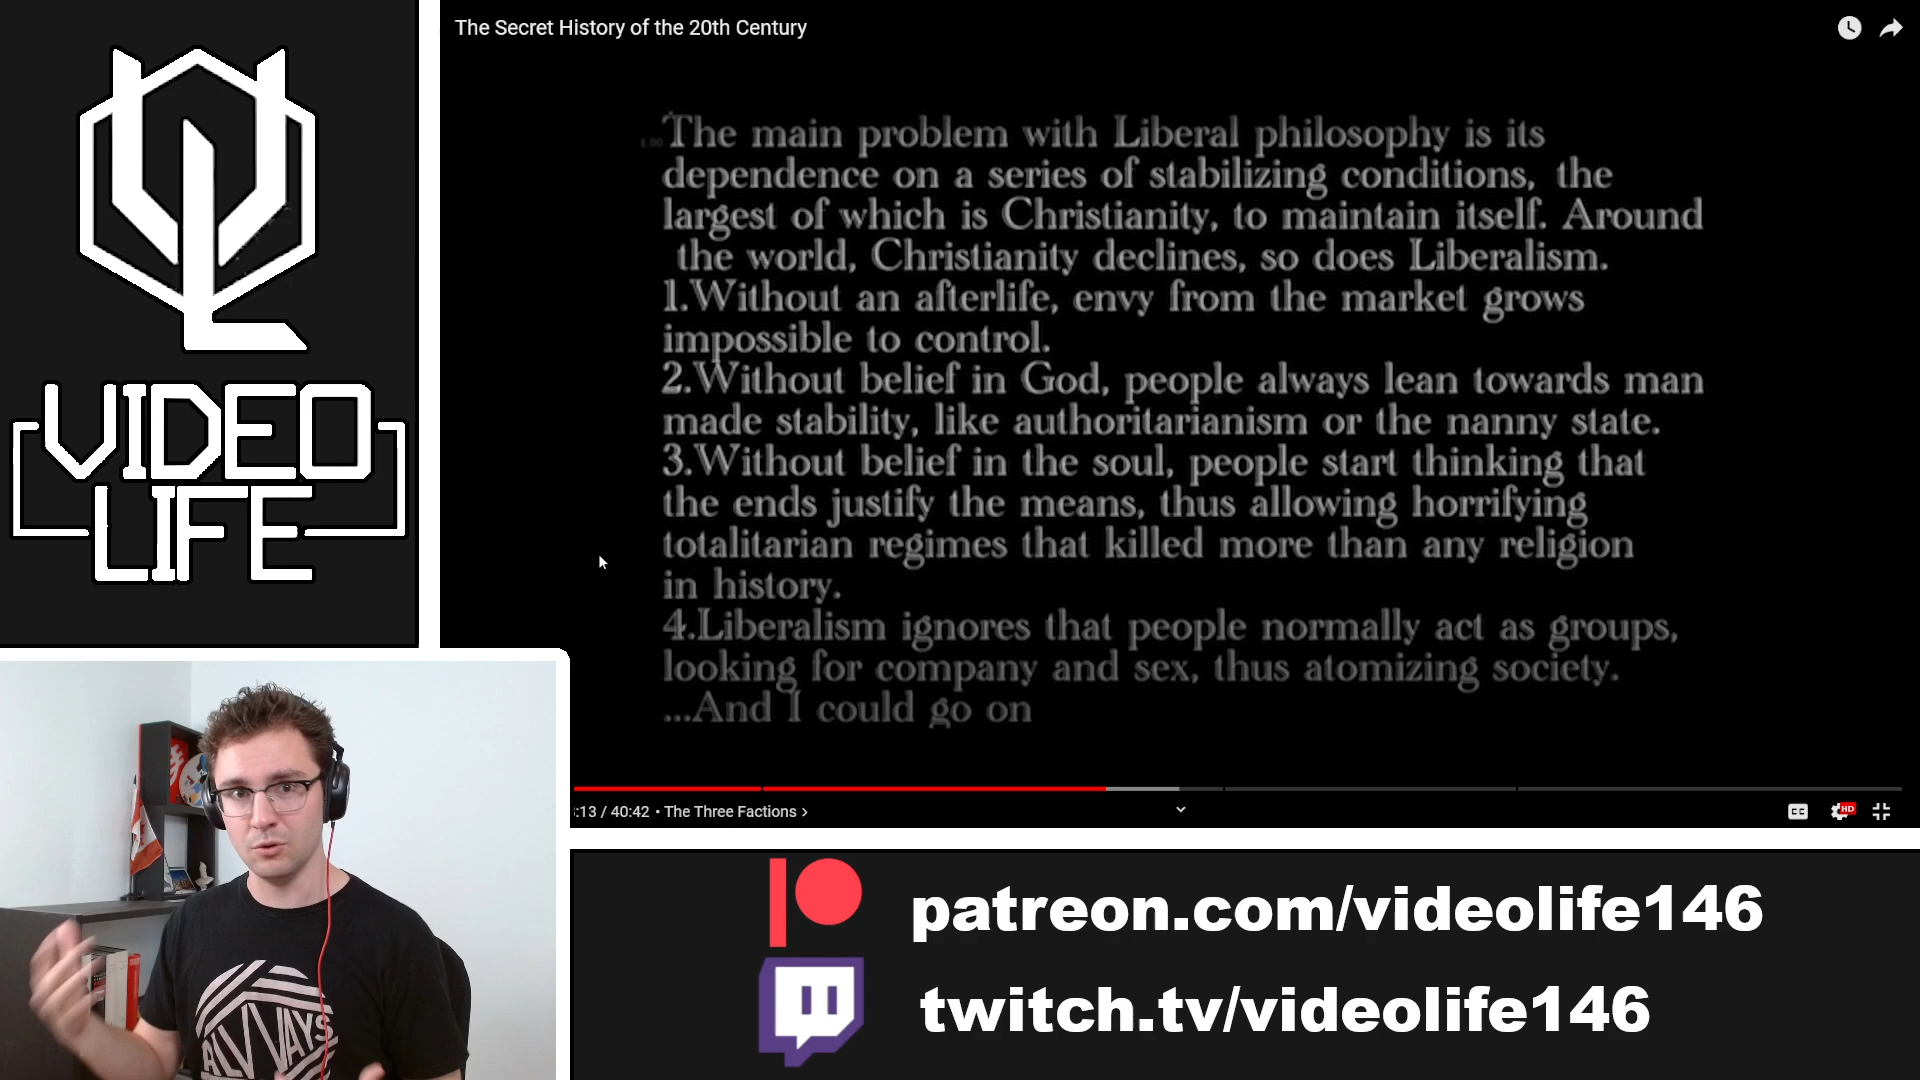 The Secret History of the 20th Century
1.00
The main problem with Liberal philosophy is its
dependence on a series of stabilizing conditions, the
largest of which is Christianity, to maintain itself. Around
the world, Christianity declines, so does Liberalism.
1.Without an afterlife, envy from the market grows
impossible to control.
2.Without belief in God, people always lean towards man
made stability, like authoritarianism or the nanny state.
3.Without belief in the soul, people start thinking that
the ends justify the means, thus allowing horrifying
totalitarian regimes that killed more than any religion
in history.
4.Liberalism ignores that people normally act as groups,
looking for company and sex, thus atomizing society.
...And I could go on
:13 / 40:42 • The Three Factions >
CC
HD
VIDEO
LIFE
ALVVAYS
patreon.com/videolife146
twitch.tv/videolife146